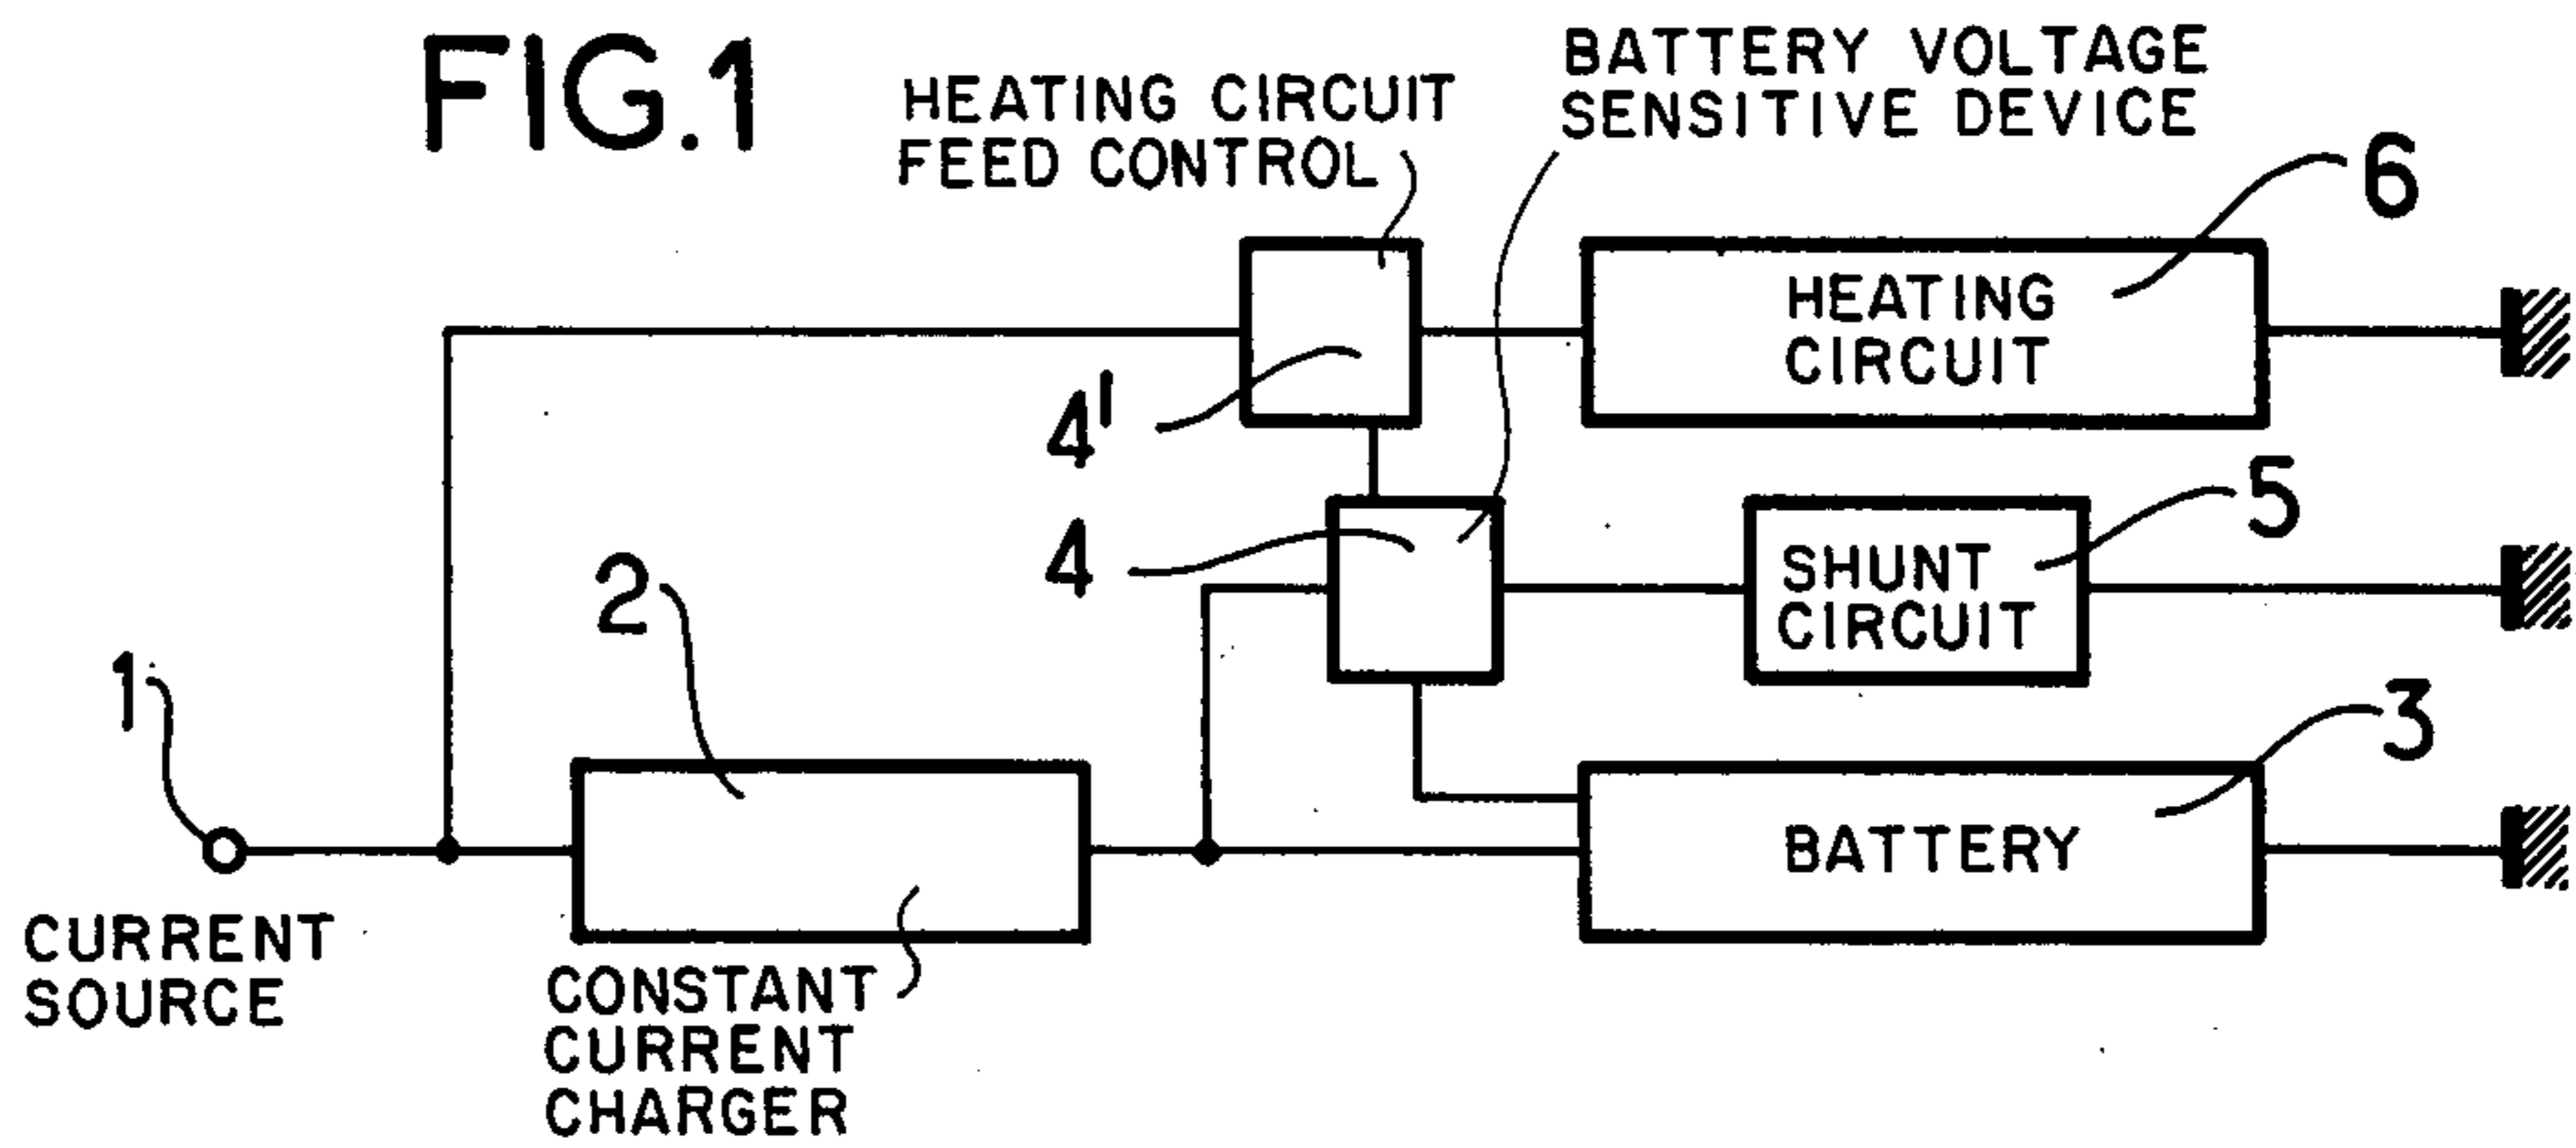 FIG.1
HEATING CIRCUIT
FEED CONTROL
BATTERY VOLTAGE
SENSITIVE DEVICE
6
HEATING
CIRCUIT
4'
4
5
SHUNT
CIRCUIT
2
1
3
BATTERY
CURRENT
SOURCE
CONSTANT
CURRENT
CHARGER